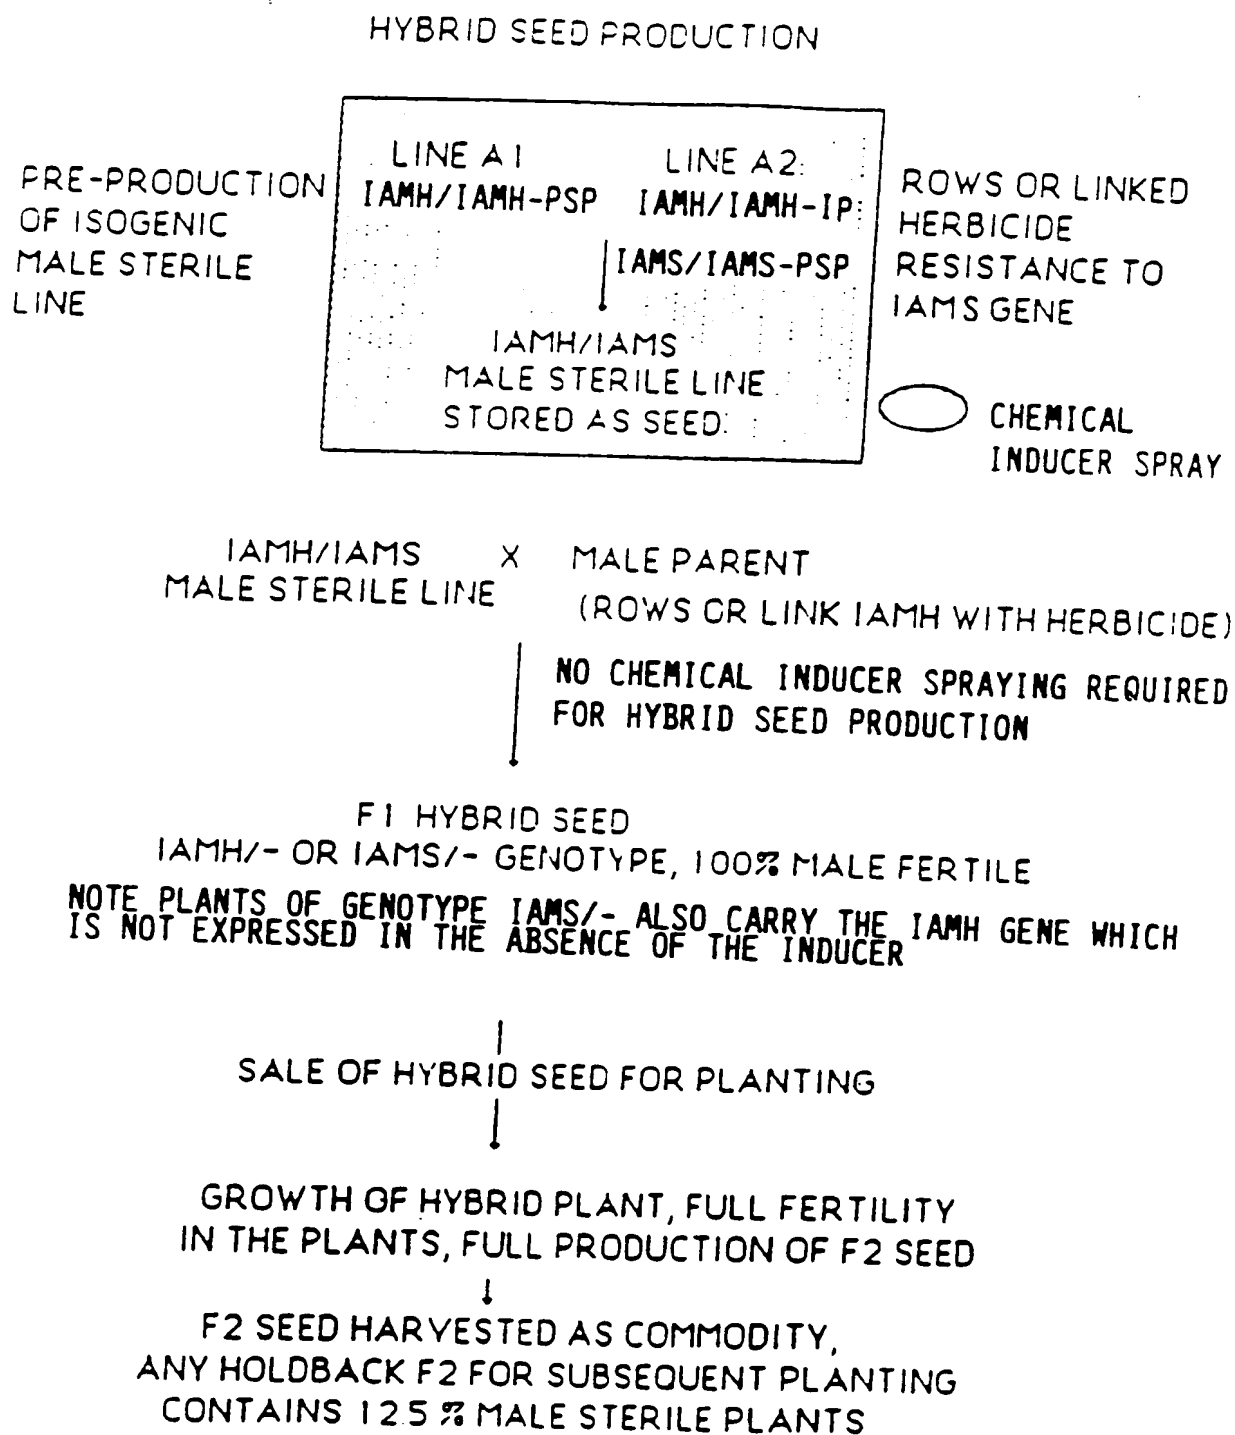 HYBRID SEED PRODUCTION
PRE-PRODUCTION
OF ISOGENIC
MALE STERILE
LINE
LINE A1
IAMH/IAMH-PSP
LINE A2:
IAMH/IAMH-IP:
IAMS/IAMS-PSP
IAMH/IAMS
MALE STERILE LINE
STORED AS SEED:
ROWS OR LINKED
HERBICIDE
RESISTANCE TO
IAMS GENE
CHEMICAL
INDUCER SPRAY
IAMH/IAMS X MALE PARENT
MALE STERILE LINE (ROWS OR LINK IAMH WITH HERBICIDE)
NO CHEMICAL INDUCER SPRAYING REQUIRED
FOR HYBRID SEED PRODUCTION
F1 HYBRID SEED
IAMH/- OR IAMS/- GENOTYPE, 100% MALE FERTILE
NOTE PLANTS OF GENOTYPE IAMS/- ALSO CARRY THE IAMH GENE WHICH
IS NOT EXPRESSED IN THE ABSENCE OF THE INDUCER
SALE OF HYBRID SEED FOR PLANTING
GROWTH OF HYBRID PLANT, FULL FERTILITY
IN THE PLANTS, FULL PRODUCTION OF F2 SEED
F2 SEED HARVESTED AS COMMODITY,
ANY HOLDBACK F2 FOR SUBSEQUENT PLANTING
CONTAINS 12.5 % MALE STERILE PLANTS